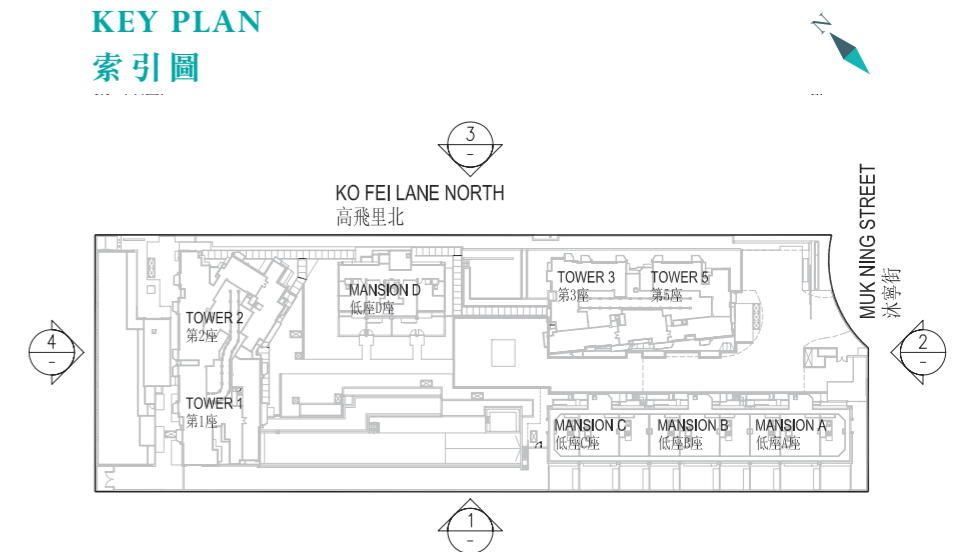 KEY PLAN
索引圖
N
3
-
KO FEI LANE NORTH
高飛里北
MUK NING STREET
沐寧街
TOWER 3
第3座
TOWER 5
第5座
MANSION D
低座D座
TOWER 2
第2座
4
-
2
-
TOWER 1
第1座
MANSION C
低座C座
MANSION B
低座B座
MANSION A
低座A座
1
-